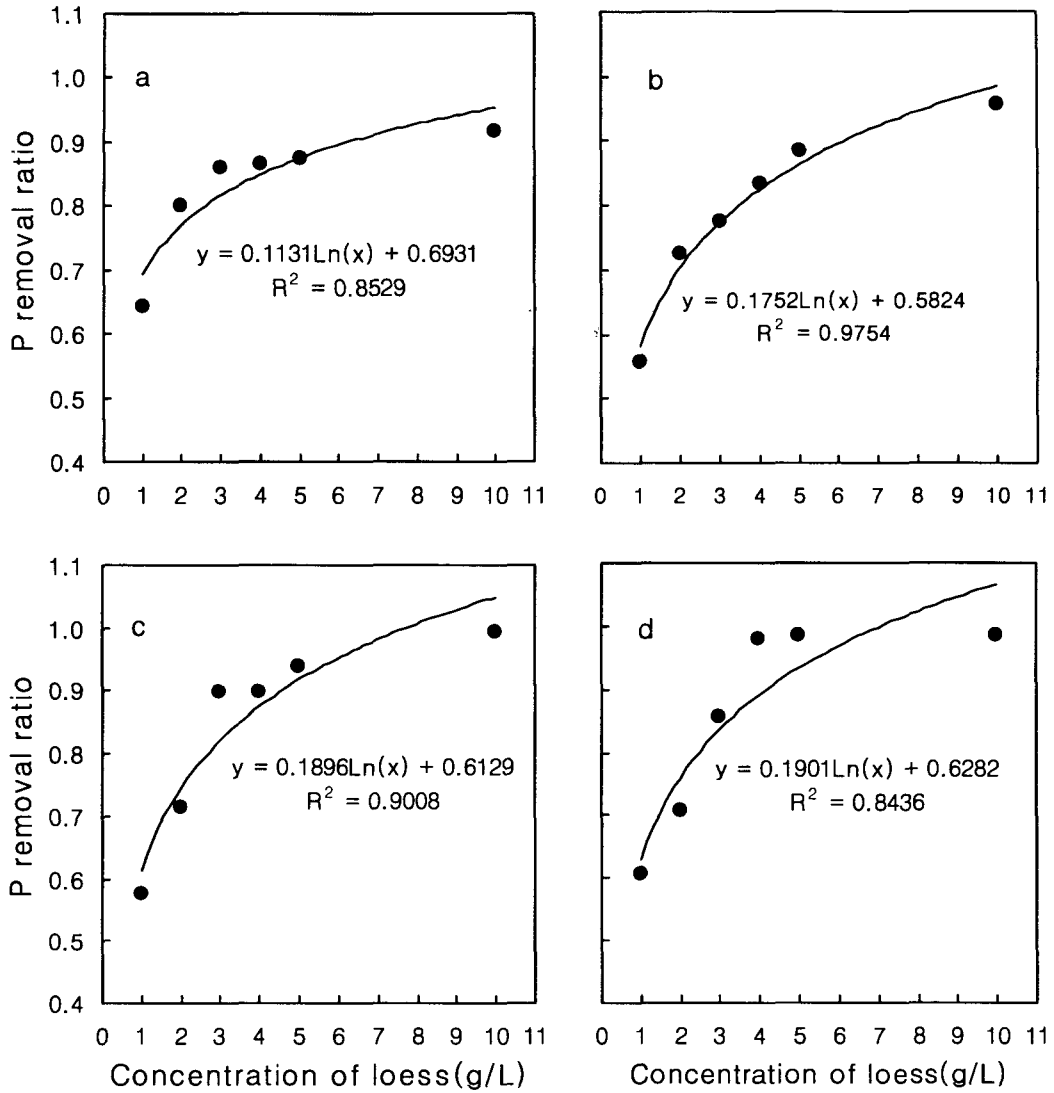 P removal ratio
1.1
1.0
0.9
0.8
0.7
0.6
0.5
0.4
a
y = 0.1131Ln(x) + 0.6931
R² = 0.8529
0 1 2 3 4 5 6 7 8 9 10 11
b
y = 0.1752Ln(x) + 0.5824
R² = 0.9754
0 1 2 3 4 5 6 7 8 9 10 11
P removal ratio
1.1
1.0
0.9
0.8
0.7
0.6
0.5
0.4
c
y = 0.1896Ln(x) + 0.6129
R² = 0.9008
0 1 2 3 4 5 6 7 8 9 10 11
Concentration of loess(g/L)
d
y = 0.1901Ln(x) + 0.6282
R² = 0.8436
0 1 2 3 4 5 6 7 8 9 10 11
Concentration of loess(g/L)